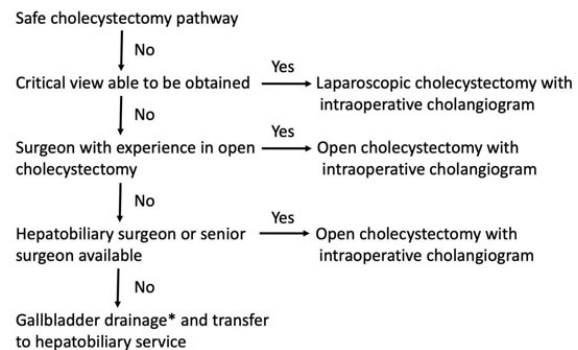 Safe cholecystectomy pathway
No
Critical view able to be obtained
Yes
Laparoscopic cholecystectomy with
intraoperative cholangiogram
No
Surgeon with experience in open
cholecystectomy
Yes
Open cholecystectomy with
intraoperative cholangiogram
No
Hepatobiliary surgeon or senior
surgeon available
Yes
Open cholecystectomy with
intraoperative cholangiogram
No
Gallbladder drainage* and transfer
to hepatobiliary service